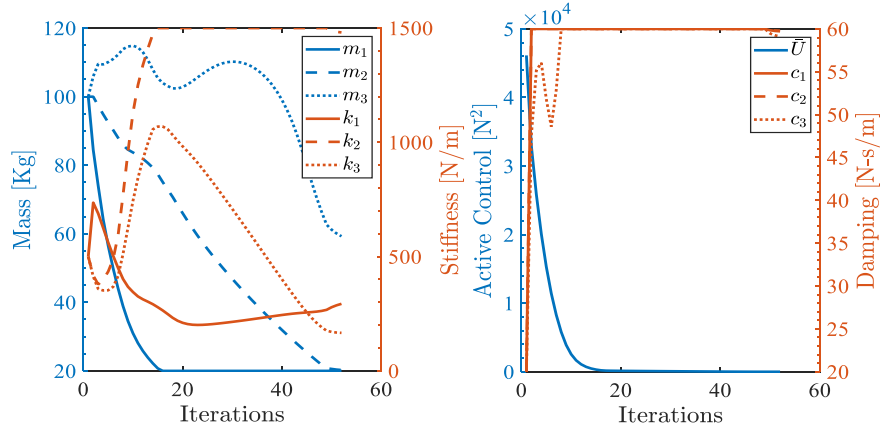 120
100
80
60
40
20
Mass [Kg]
0
20
40
60
Iterations
1500
1000
500
0
Stiffness [N/m]
m₁
m₂
m₃
k₁
k₂
k₃
×10⁴
5
4
3
2
1
0
Active Control [N²]
0
20
40
60
Iterations
60
55
50
45
40
35
30
25
20
Damping [N-s/m]
Ū
c₁
c₂
c₃